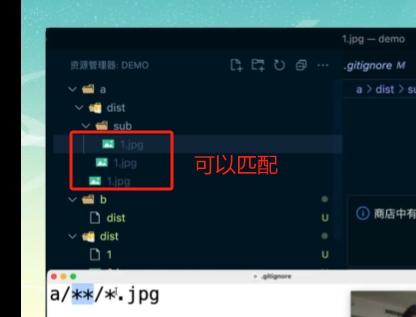 1.jpg — demo
资源管理器: DEMO
.gitignore M
a
a > dist > su
dist
sub
1.jpg
1.jpg
可以匹配
1.jpg
b
dist U
商店中有
dist
1 U
.gitignore
a/**/*.jpg